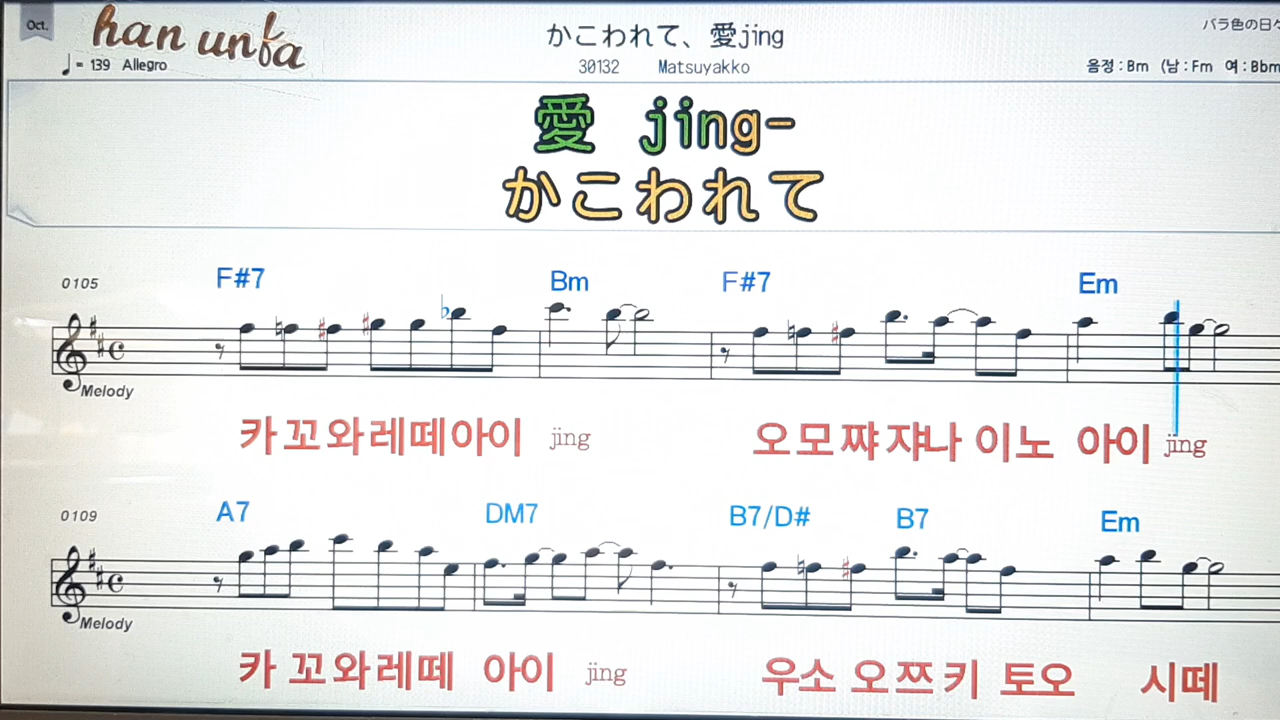 Oct.
han unfa
かこわれて、愛jing
バラ色の日々
= 139 Allegro
30132 Matsuyakko
음정:Bm (남:Fm 여:Bbm
愛 jing-
かこわれて
0105 F#7 Bm F#7 Em
Melody
카 꼬 와 레 떼 아 이 jing 오 모 쨔 쟈나 이 노 아이 jing
0109 A7 DM7 B7/D# B7 Em
Melody
카 꼬와레떼 아이 jing 우소 오쯔키 토오 시떼